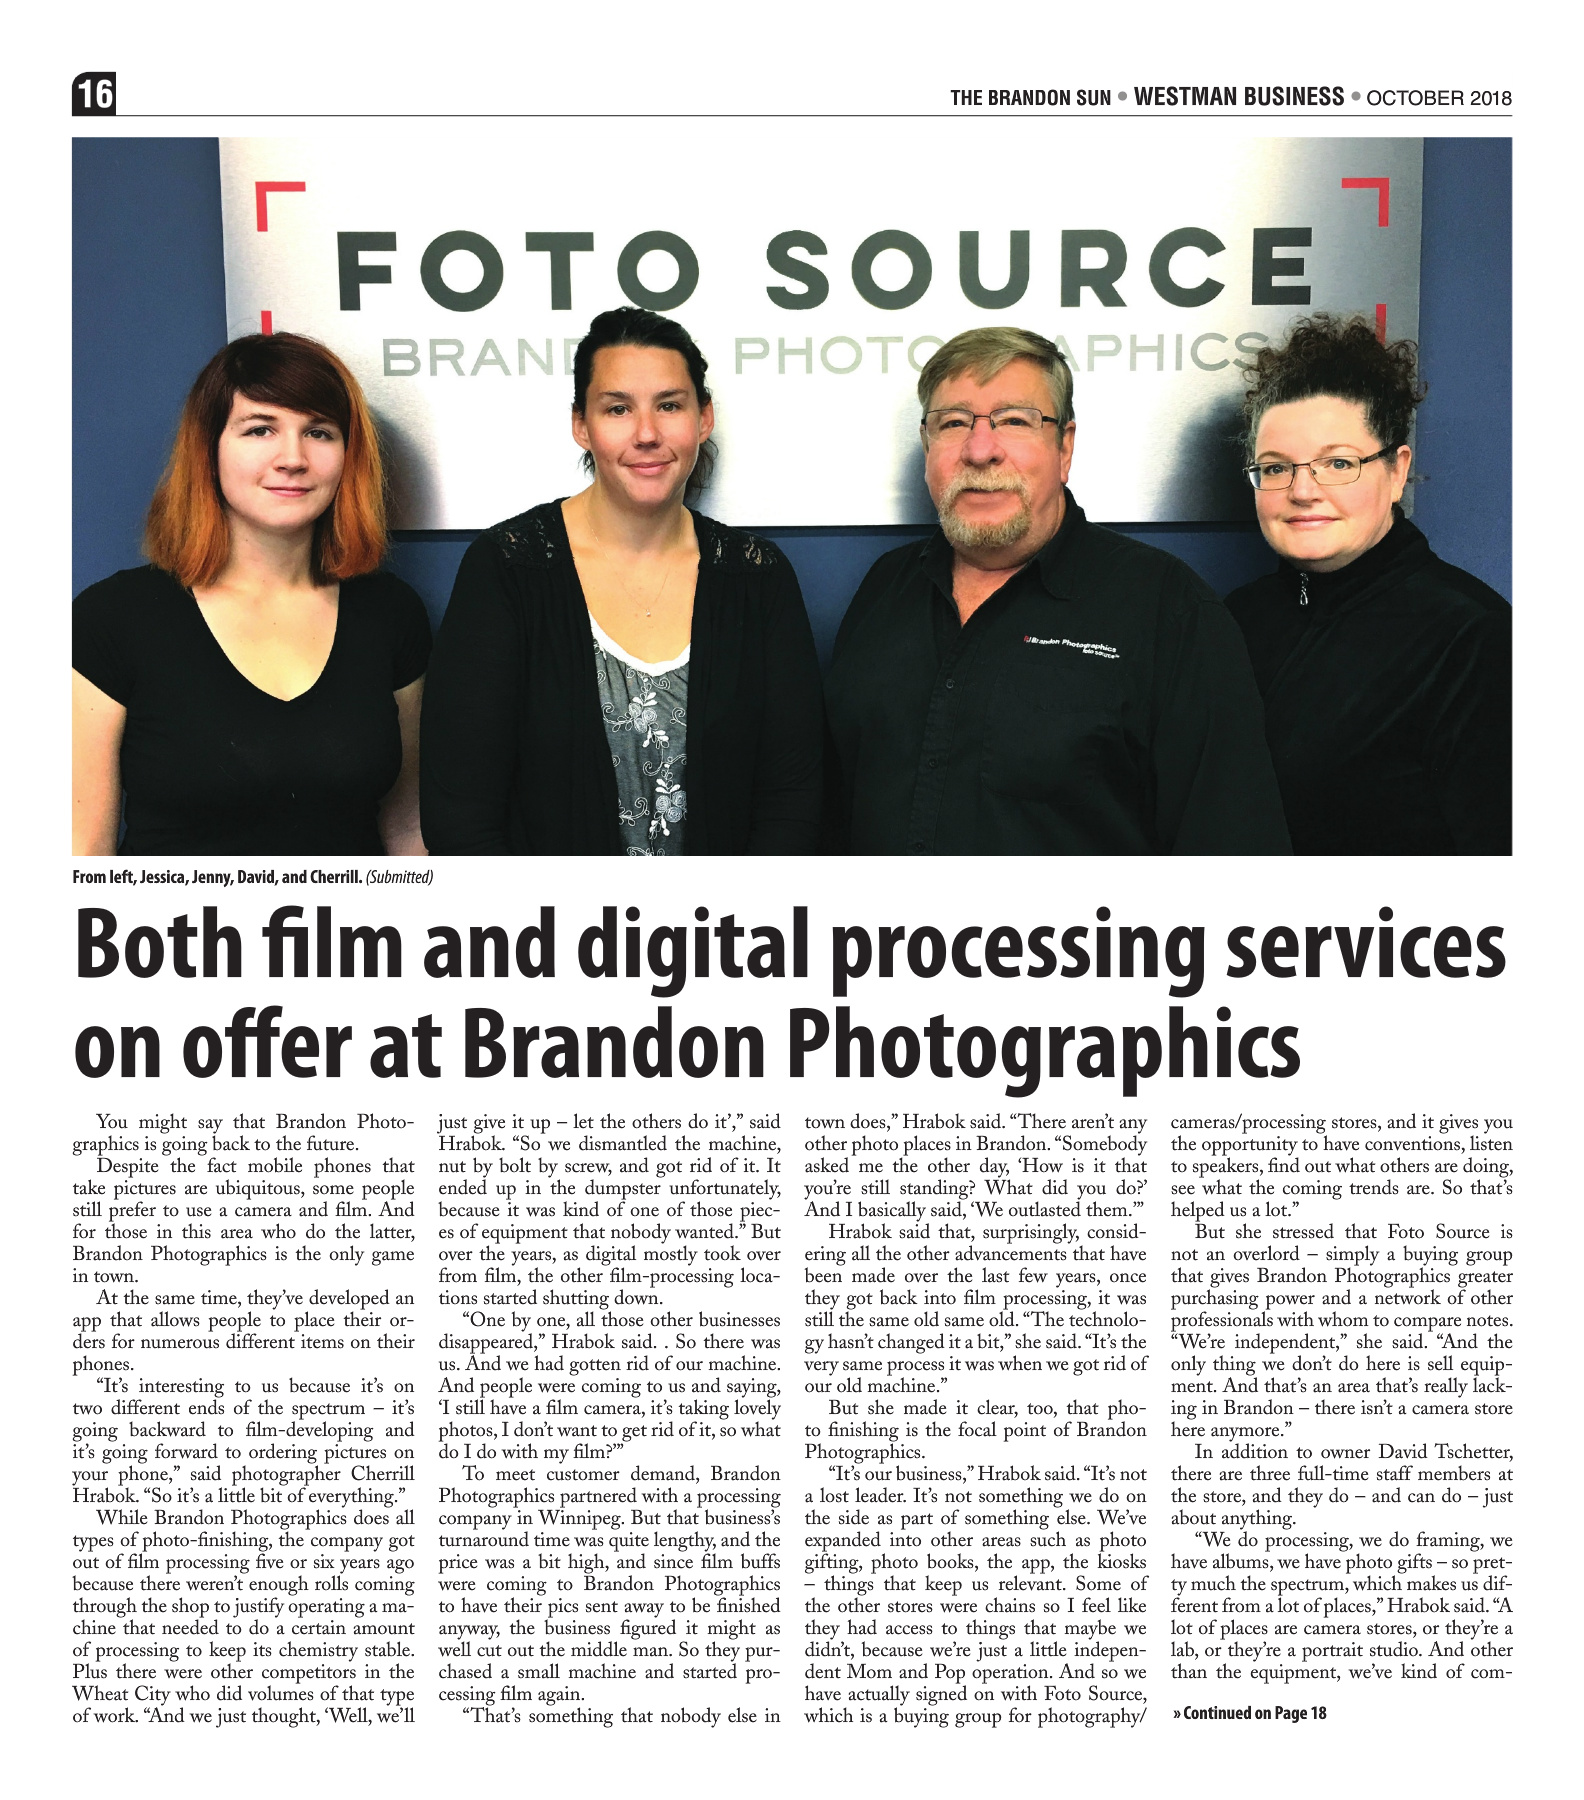 16
THE BRANDON SUN • WESTMAN BUSINESS • OCTOBER 2018
FOTO SOURCE
BRAND PHOTO APHICS
Brandon Photographics
foto source
From left, Jessica, Jenny, David, and Cherrill. (Submitted)
Both film and digital processing services
on offer at Brandon Photographics
You might say that Brandon Photo-
graphics is going back to the future.
Despite the fact mobile phones that
take pictures are ubiquitous, some people
still prefer to use a camera and film. And
for those in this area who do the latter,
Brandon Photographics is the only game
in town.
At the same time, they’ve developed an
app that allows people to place their or-
ders for numerous different items on their
phones.
“It’s interesting to us because it’s on
two different ends of the spectrum – it’s
going backward to film-developing and
it’s going forward to ordering pictures on
your phone,” said photographer Cherrill
Hrabok. “So it’s a little bit of everything.”
While Brandon Photographics does all
types of photo-finishing, the company got
out of film processing five or six years ago
because there weren’t enough rolls coming
through the shop to justify operating a ma-
chine that needed to do a certain amount
of processing to keep its chemistry stable.
Plus there were other competitors in the
Wheat City who did volumes of that type
of work. “And we just thought, ‘Well, we’ll
just give it up – let the others do it’,” said
Hrabok. “So we dismantled the machine,
nut by bolt by screw, and got rid of it. It
ended up in the dumpster unfortunately,
because it was kind of one of those piec-
es of equipment that nobody wanted.” But
over the years, as digital mostly took over
from film, the other film-processing loca-
tions started shutting down.
“One by one, all those other businesses
disappeared,” Hrabok said. . So there was
us. And we had gotten rid of our machine.
And people were coming to us and saying,
‘I still have a film camera, it’s taking lovely
photos, I don’t want to get rid of it, so what
do I do with my film?’”
To meet customer demand, Brandon
Photographics partnered with a processing
company in Winnipeg. But that business’s
turnaround time was quite lengthy, and the
price was a bit high, and since film buffs
were coming to Brandon Photographics
to have their pics sent away to be finished
anyway, the business figured it might as
well cut out the middle man. So they pur-
chased a small machine and started pro-
cessing film again.
“That’s something that nobody else in
town does,” Hrabok said. “There aren’t any
other photo places in Brandon. “Somebody
asked me the other day, ‘How is it that
you’re still standing? What did you do?’
And I basically said, ‘We outlasted them.’”
Hrabok said that, surprisingly, consid-
ering all the other advancements that have
been made over the last few years, once
they got back into film processing, it was
still the same old same old. “The technolo-
gy hasn’t changed it a bit,” she said. “It’s the
very same process it was when we got rid of
our old machine.”
But she made it clear, too, that pho-
to finishing is the focal point of Brandon
Photographics.
“It’s our business,” Hrabok said. “It’s not
a lost leader. It’s not something we do on
the side as part of something else. We’ve
expanded into other areas such as photo
gifting, photo books, the app, the kiosks
– things that keep us relevant. Some of
the other stores were chains so I feel like
they had access to things that maybe we
didn’t, because we’re just a little indepen-
dent Mom and Pop operation. And so we
have actually signed on with Foto Source,
which is a buying group for photography/
cameras/processing stores, and it gives you
the opportunity to have conventions, listen
to speakers, find out what others are doing,
see what the coming trends are. So that’s
helped us a lot.”
But she stressed that Foto Source is
not an overlord – simply a buying group
that gives Brandon Photographics greater
purchasing power and a network of other
professionals with whom to compare notes.
“We’re independent,” she said. “And the
only thing we don’t do here is sell equip-
ment. And that’s an area that’s really lack-
ing in Brandon – there isn’t a camera store
here anymore.”
In addition to owner David Tschetter,
there are three full-time staff members at
the store, and they do – and can do – just
about anything.
“We do processing, we do framing, we
have albums, we have photo gifts – so pret-
ty much the spectrum, which makes us dif-
ferent from a lot of places,” Hrabok said. “A
lot of places are camera stores, or they’re a
lab, or they’re a portrait studio. And other
than the equipment, we’ve kind of com-
» Continued on Page 18